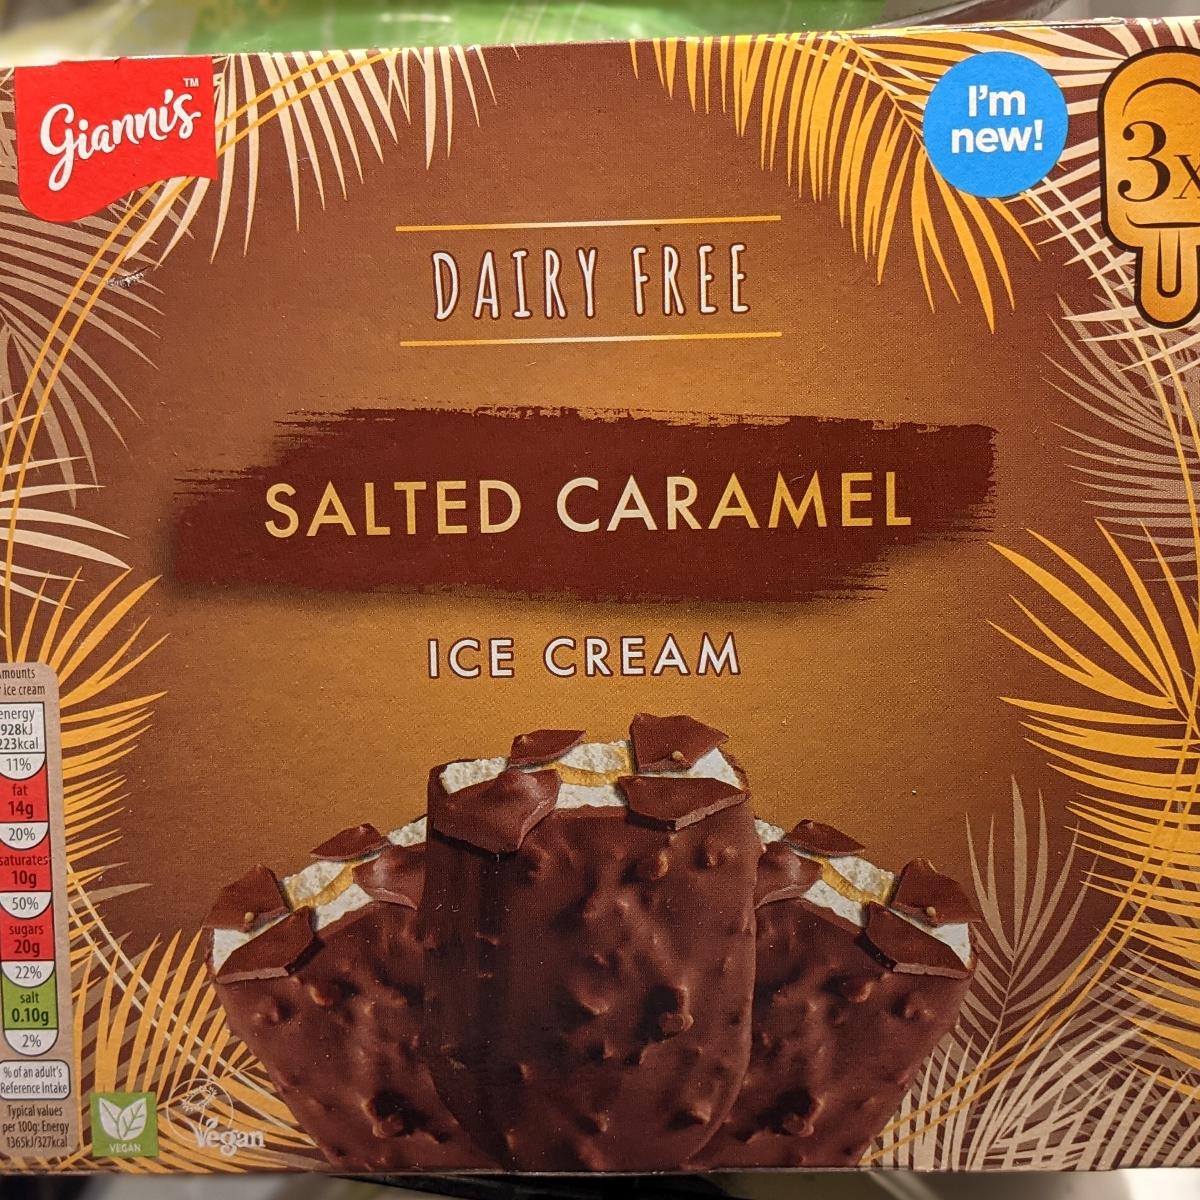 Gianni's™
I'm
new!
3x
DAIRY FREE
SALTED CARAMEL
ICE CREAM
ice cream
energy
928kJ
223kcal
11%
fat
14g
20%
saturates
10g
50%
sugars
20g
22%
salt
0.10g
2%
% of an adult's
Reference Intake
Typical values
per 100g: Energy
1365kJ/327kcal
VEGAN
Vegan